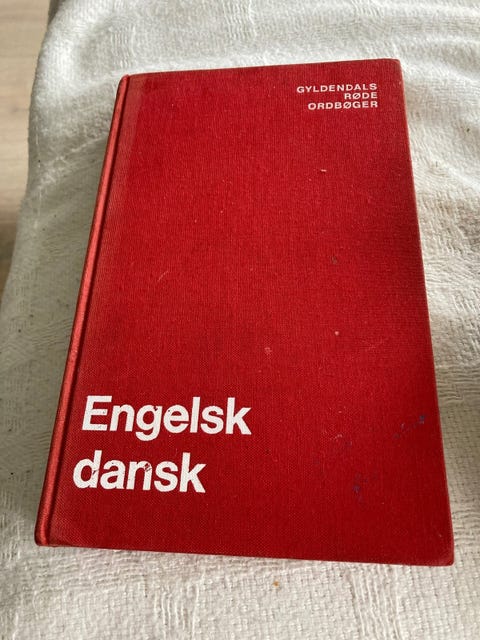 GYLDENDALS
RØDE
ORDBØGER
Engelsk
dansk